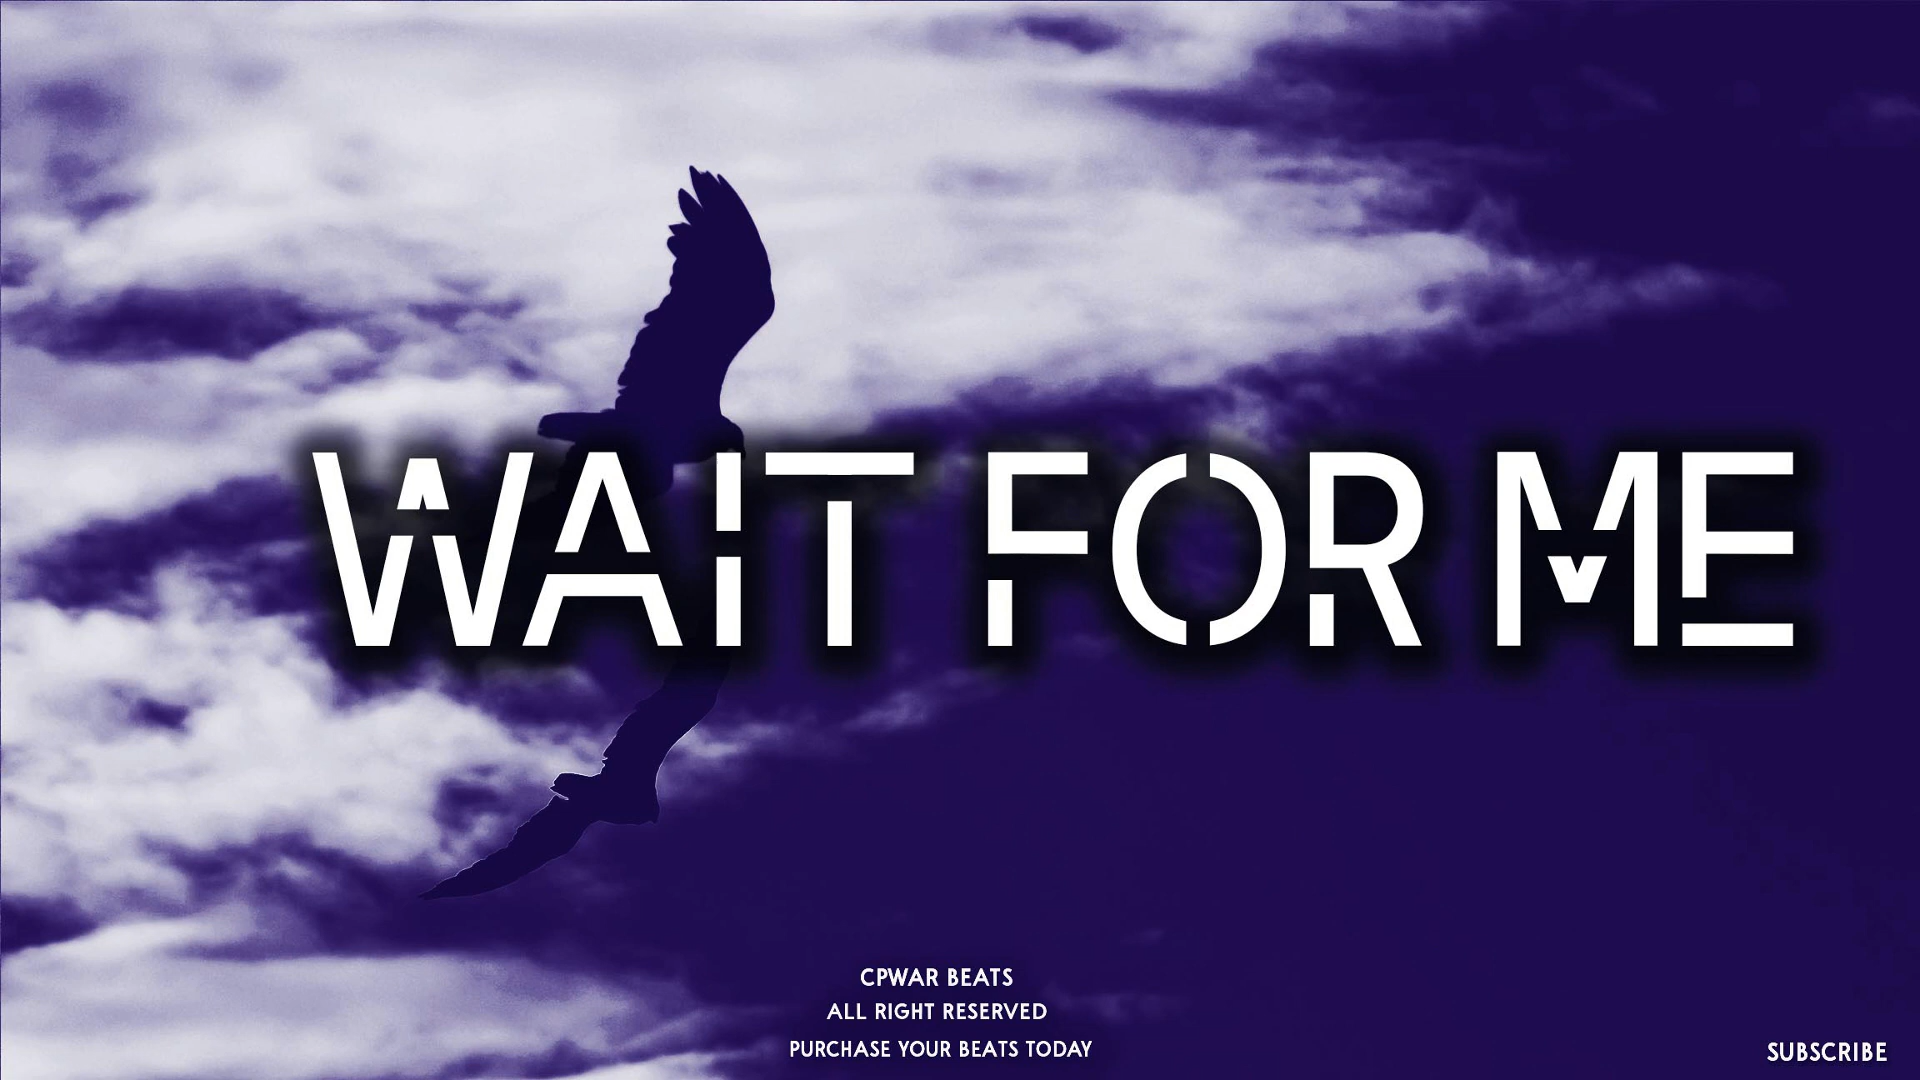 WAIT FOR ME
CPWAR BEATS
ALL RIGHT RESERVED
PURCHASE YOUR BEATS TODAY
SUBSCRIBE